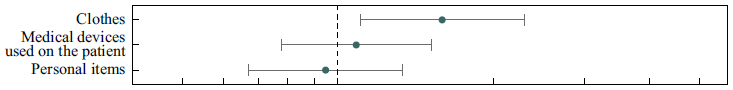 Clothes
Medical devices
used on the patient
Personal items